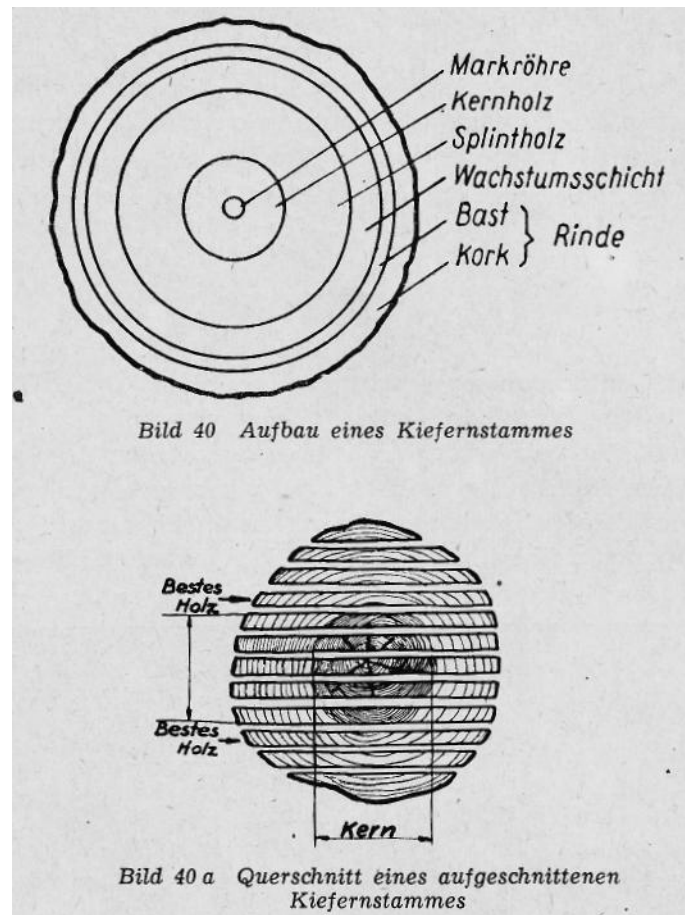 Markröhre
Kernholz
Splintholz
Wachstumsschicht
Bast
Kork
} Rinde
Bild 40 Aufbau eines Kiefernstammes
Bestes
Holz
Bestes
Holz
Kern
Bild 40 a Querschnitt eines aufgeschnittenen
Kiefernstammes